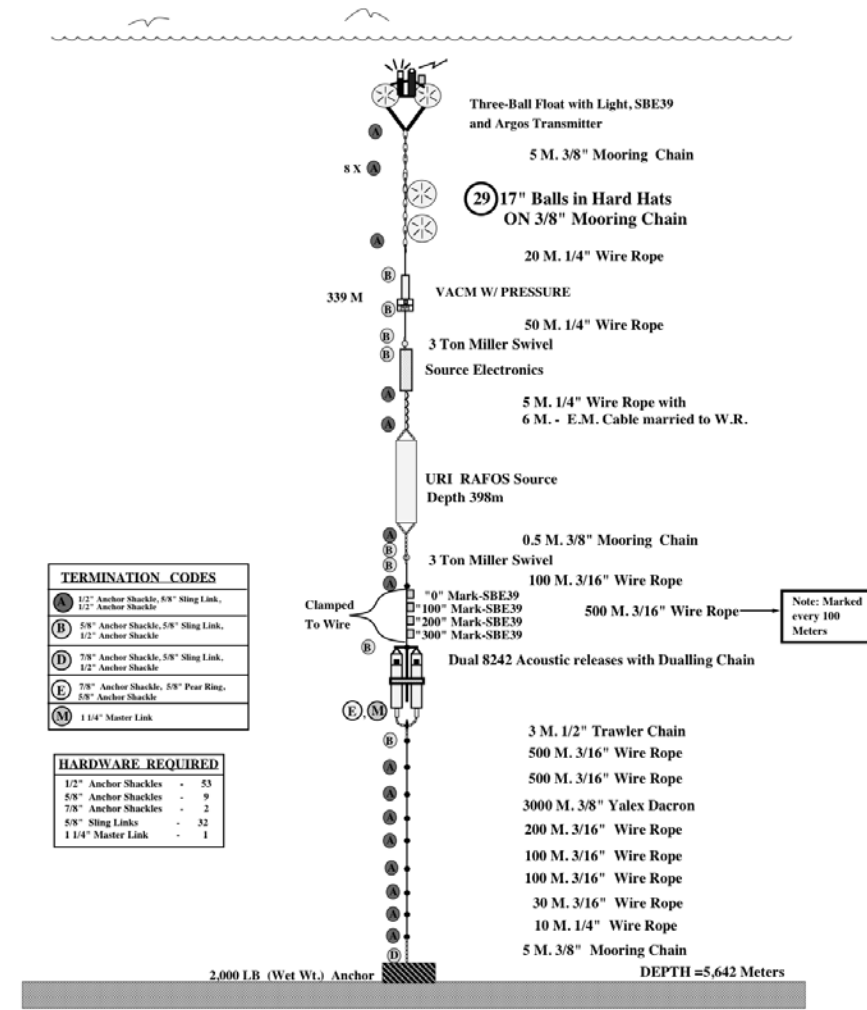 Three-Ball Float with Light, SBE39
and Argos Transmitter
A
5 M. 3/8" Mooring Chain
8 X A
29 17" Balls in Hard Hats
ON 3/8" Mooring Chain
A
20 M. 1/4" Wire Rope
B
339 M
VACM W/ PRESSURE
B
50 M. 1/4" Wire Rope
B
3 Ton Miller Swivel
B
Source Electronics
A
5 M. 1/4" Wire Rope with
6 M. - E.M. Cable married to W.R.
A
URI RAFOS Source
Depth 398m
A
0.5 M. 3/8" Mooring Chain
B
3 Ton Miller Swivel
B
100 M. 3/16" Wire Rope
A
Clamped
To Wire
"0" Mark-SBE39
"100" Mark-SBE39
"200" Mark-SBE39
"300" Mark-SBE39
500 M. 3/16" Wire Rope
Note: Marked
every 100
Meters
B
Dual 8242 Acoustic releases with Dualling Chain
E, M
3 M. 1/2" Trawler Chain
B
500 M. 3/16" Wire Rope
A
500 M. 3/16" Wire Rope
A
3000 M. 3/8" Yalex Dacron
A
200 M. 3/16" Wire Rope
A
100 M. 3/16" Wire Rope
A
100 M. 3/16" Wire Rope
A
30 M. 3/16" Wire Rope
A
10 M. 1/4" Wire Rope
A
5 M. 3/8" Mooring Chain
D
2,000 LB (Wet Wt.) Anchor
DEPTH =5,642 Meters
TERMINATION CODES
A 1/2" Anchor Shackle, 5/8" Sling Link,
1/2" Anchor Shackle
B 5/8" Anchor Shackle, 5/8" Sling Link,
1/2" Anchor Shackle
D 7/8" Anchor Shackle, 5/8" Sling Link,
1/2" Anchor Shackle
E 7/8" Anchor Shackle, 5/8" Pear Ring,
5/8" Anchor Shackle
M 1 1/4" Master Link
HARDWARE REQUIRED
1/2" Anchor Shackles - 53
5/8" Anchor Shackles - 9
7/8" Anchor Shackles - 2
5/8" Sling Links - 32
1 1/4" Master Link - 1